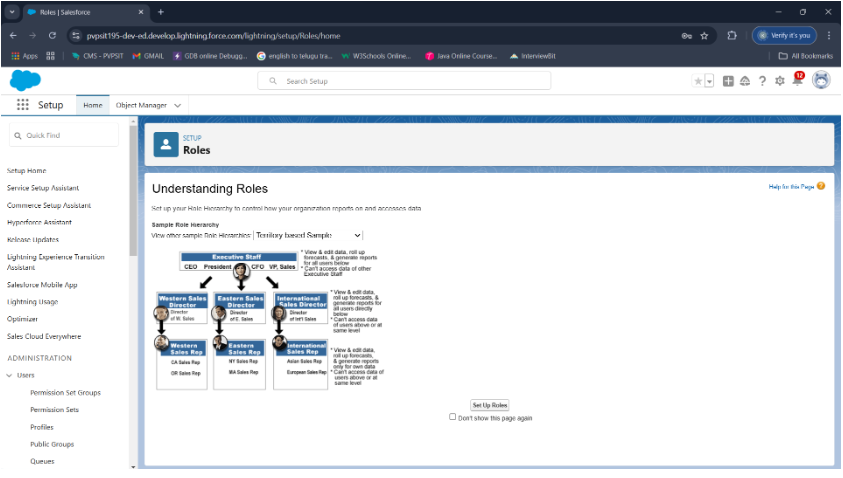 Roles | Salesforce
pvpsit195-dev-ed.develop.lightning.force.com/lightning/setup/Roles/home
Verify it's you
Apps
CMS - PVPSIT
GMAIL
GDB online Debugg...
english to telugu tra...
W3Schools Online...
Java Online Course...
InterviewBit
All Bookmarks
Search Setup
12
Setup
Home
Object Manager
Quick Find
Setup Home
Service Setup Assistant
Commerce Setup Assistant
Hyperforce Assistant
Release Updates
Lightning Experience Transition
Assistant
Salesforce Mobile App
Lightning Usage
Optimizer
Sales Cloud Everywhere
ADMINISTRATION
Users
Permission Set Groups
Permission Sets
Profiles
Public Groups
Queues
SETUP
Roles
Understanding Roles
Help for this Page
Set up your Role Hierarchy to control how your organization reports on and accesses data
Sample Role Hierarchy
View other sample Role Hierarchies: Territory-based Sample
Executive Staff
CEO President CFO VP, Sales
* View & edit data, roll up
forecasts, & generate reports
for all users below
* Can't access data of other
Executive Staff
Western Sales
Director
Director
of W. Sales
Eastern Sales
Director
Director
of E. Sales
International
Sales Director
Director
of Int'l Sales
* View & edit data,
roll up forecasts, &
generate reports for
all users directly
below
* Can't access data
of users above or at
same level
Western
Sales Rep
CA Sales Rep
OR Sales Rep
Eastern
Sales Rep
NY Sales Rep
MA Sales Rep
International
Sales Rep
Asian Sales Rep
European Sales Rep
* View & edit data,
roll up forecasts,
& generate reports
only for own data
* Can't access data of
users above or at
same level
Set Up Roles
Don't show this page again